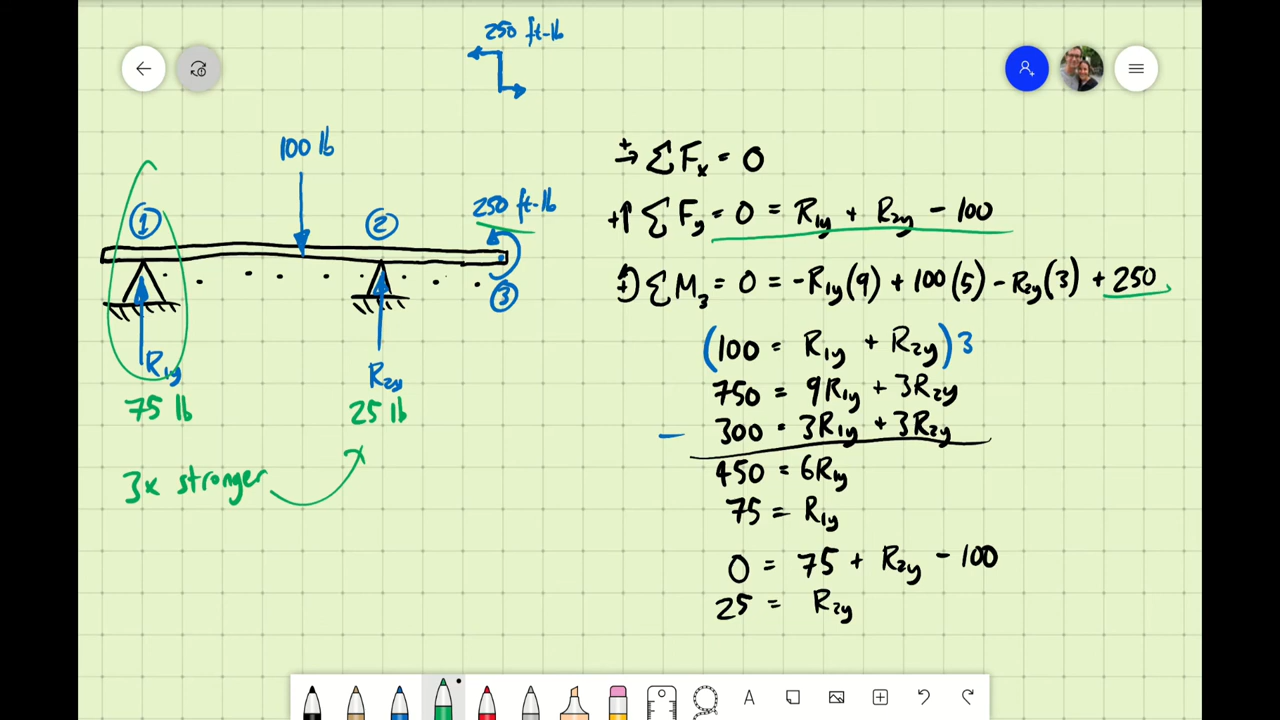 250 ft-lb
100 lb
250 ft-lb
① ②
③
R₁y R₂y
75 lb 25 lb
3x stronger
+→ ΣFₓ = 0
+↑ ΣFy = 0 = R₁y + R₂y - 100
↺+ ΣM₃ = 0 = -R₁y(9) + 100(5) - R₂y(3) + 250
(100 = R₁y + R₂y)3
750 = 9R₁y + 3R₂y
- 300 = 3R₁y + 3R₂y
450 = 6R₁y
75 = R₁y
0 = 75 + R₂y - 100
25 = R₂y
A